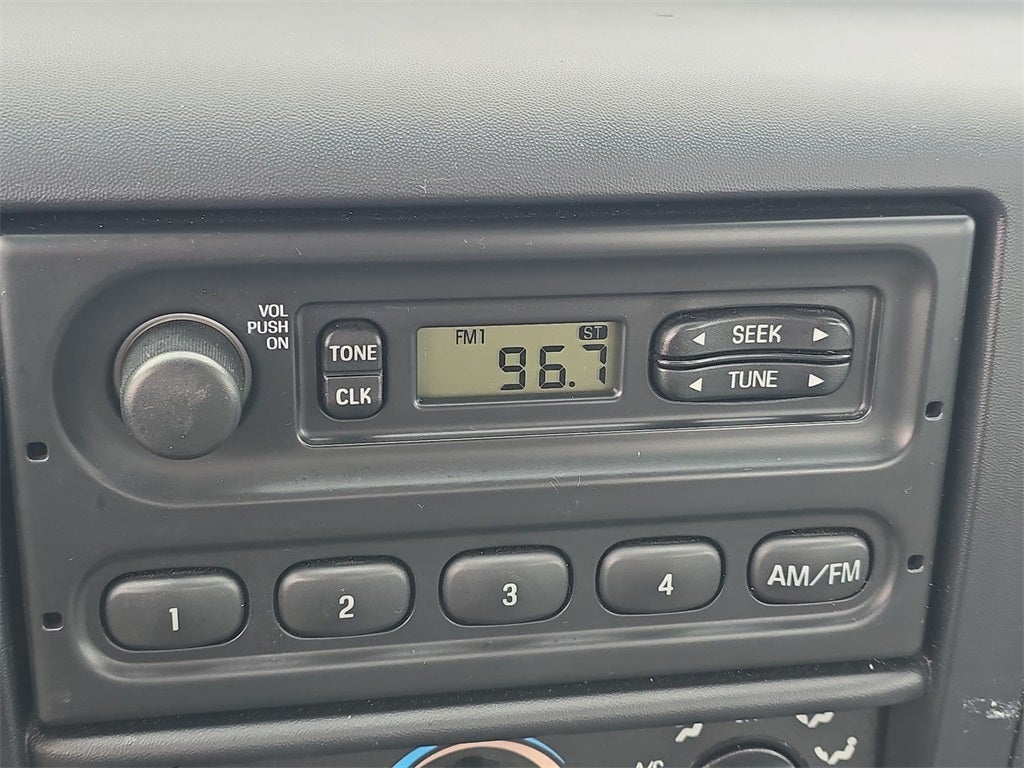 VOL
PUSH
ON
TONE
CLK
FM1 ST
96.7
◄ SEEK ►
◄ TUNE ►
1 2 3 4 AM/FM
A/C